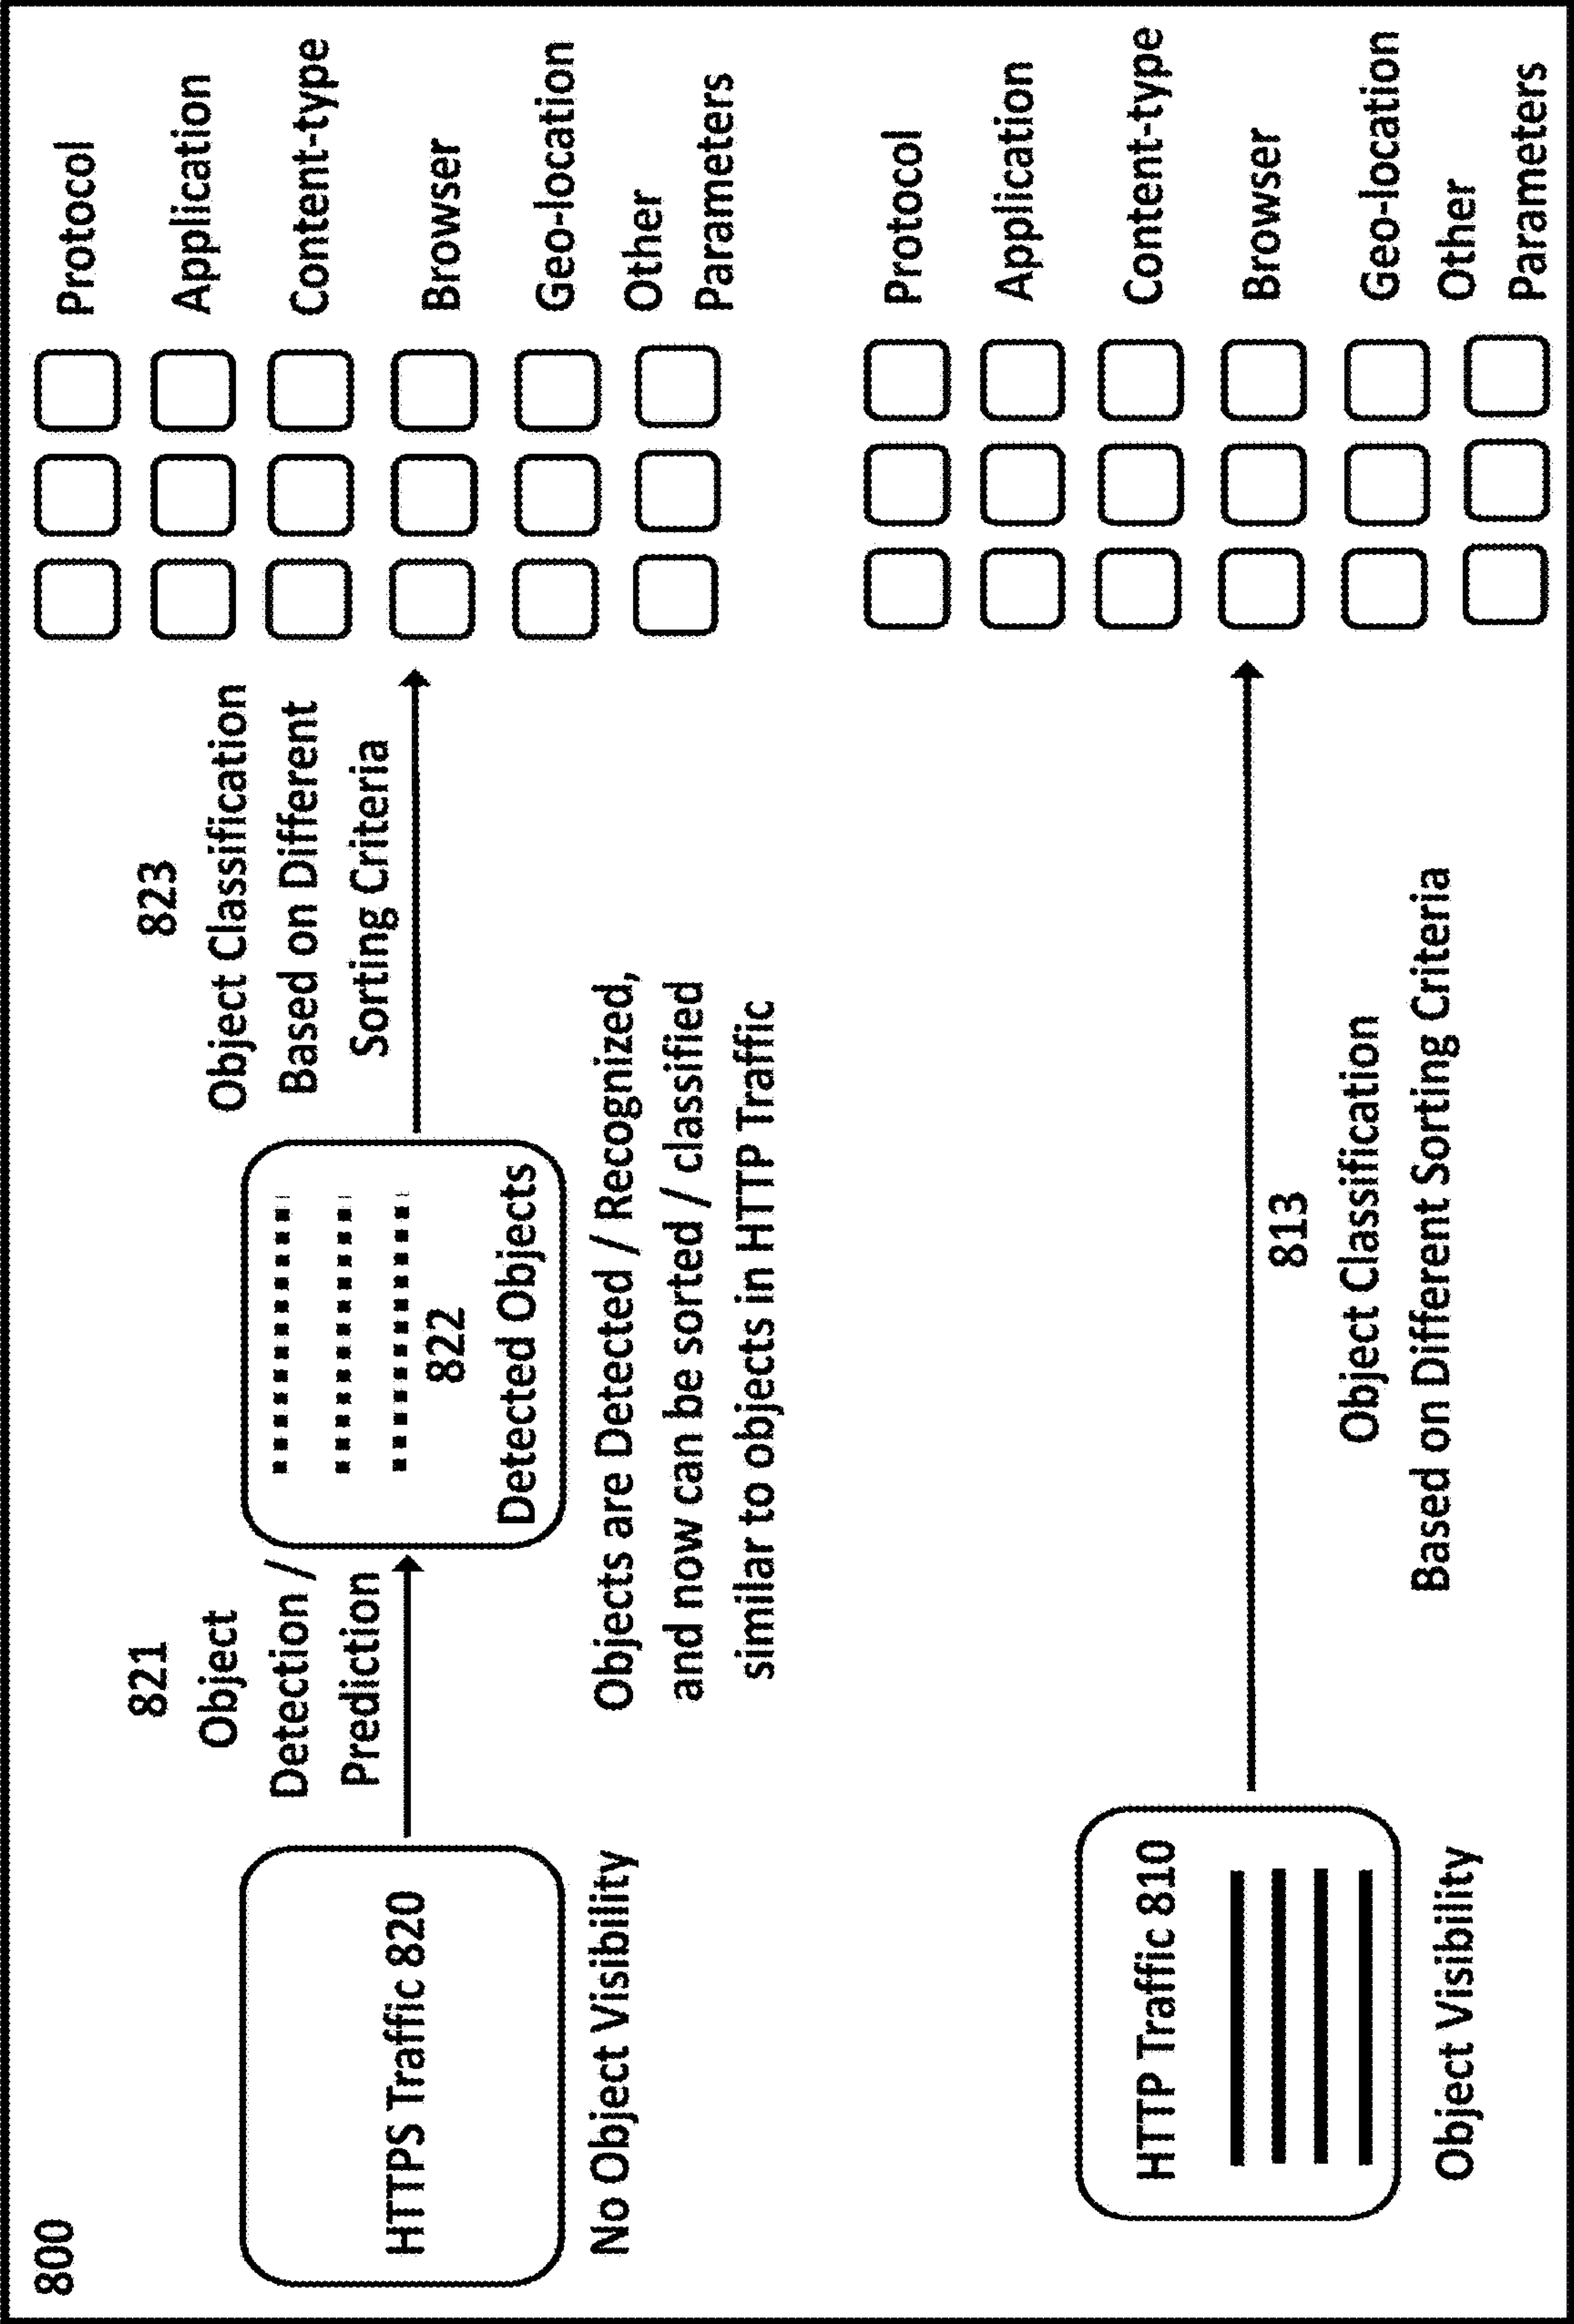 800
HTTPS Traffic 820
No Object Visibility
821
Object
Detection /
Prediction
822
Detected Objects
Objects are Detected / Recognized,
and now can be sorted / classified
similar to objects in HTTP Traffic
823
Object Classification
Based on Different
Sorting Criteria
Protocol
Application
Content-type
Browser
Geo-location
Other
Parameters
HTTP Traffic 810
Object Visibility
813
Object Classification
Based on Different Sorting Criteria
Protocol
Application
Content-type
Browser
Geo-location
Other
Parameters